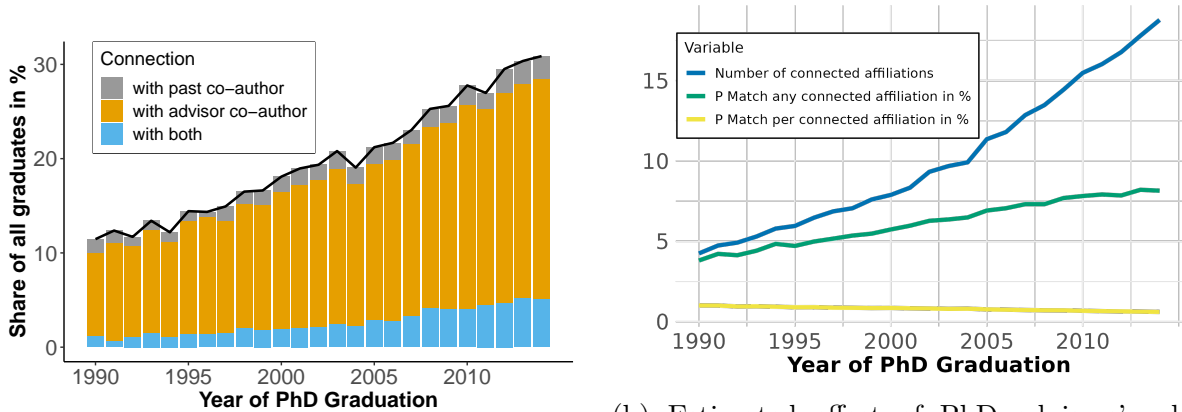 Share of all graduates in %
30
20
10
0
Connection
with past co−author
with advisor co−author
with both
1990 1995 2000 2005 2010
Year of PhD Graduation
15
10
5
0
Variable
Number of connected affiliations
P Match any connected affiliation in %
P Match per connected affiliation in %
1990 1995 2000 2005 2010
Year of PhD Graduation